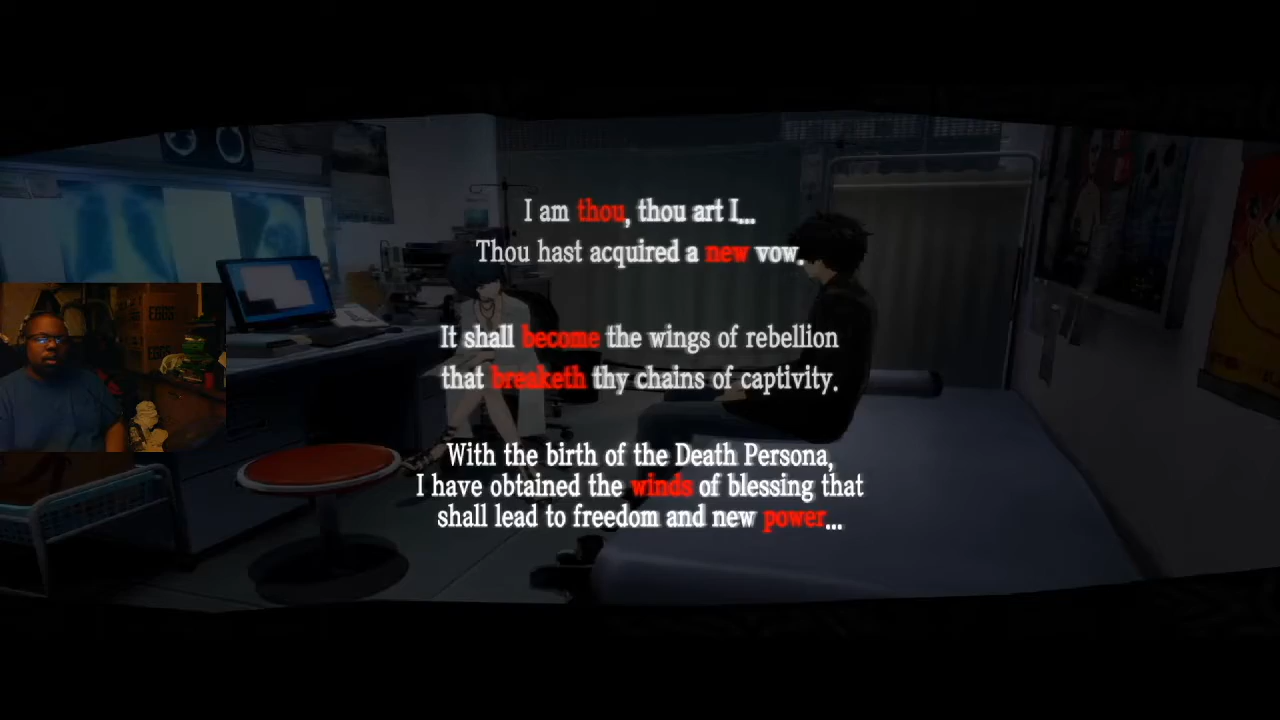 I am thou, thou art I...
Thou hast acquired a new vow.
It shall become the wings of rebellion
that breaketh thy chains of captivity.
With the birth of the Death Persona,
I have obtained the winds of blessing that
shall lead to freedom and new power...
EGGS
EGGS